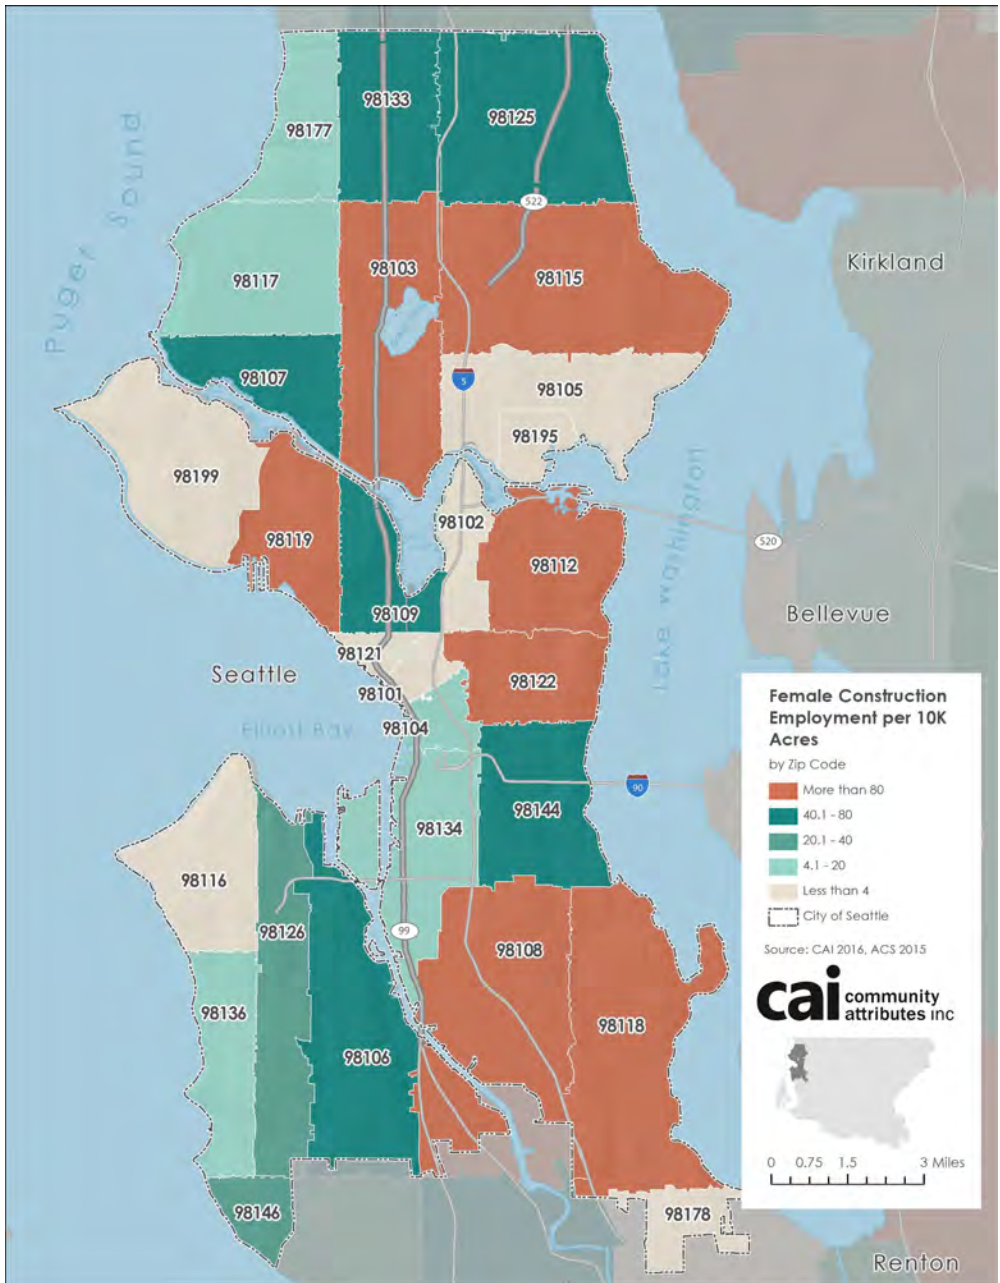 98133
98125
98177
Puget Sound
522
98103
98115
Kirkland
98117
98107
5
98105
98195
98199
98102
98119
520
98112
Lake Washington
98109
Bellevue
98121
Seattle
98122
98101
98104
Elliott Bay
90
98134
98144
98116
98126
99
98108
98136
98118
98106
98146
98178
Renton
Female Construction
Employment per 10K
Acres
by Zip Code
More than 80
40.1 - 80
20.1 - 40
4.1 - 20
Less than 4
City of Seattle
Source: CAI 2016, ACS 2015
cai community
attributes inc
0 0.75 1.5 3 Miles